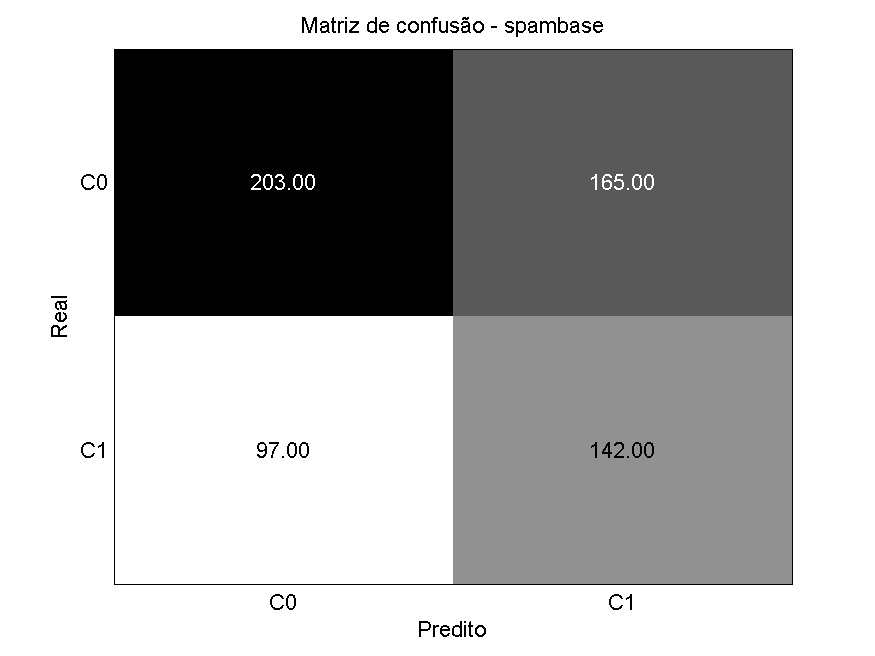 Matriz de confusão - spambase
C0
203.00
165.00
Real
C1
97.00
142.00
C0
C1
Predito